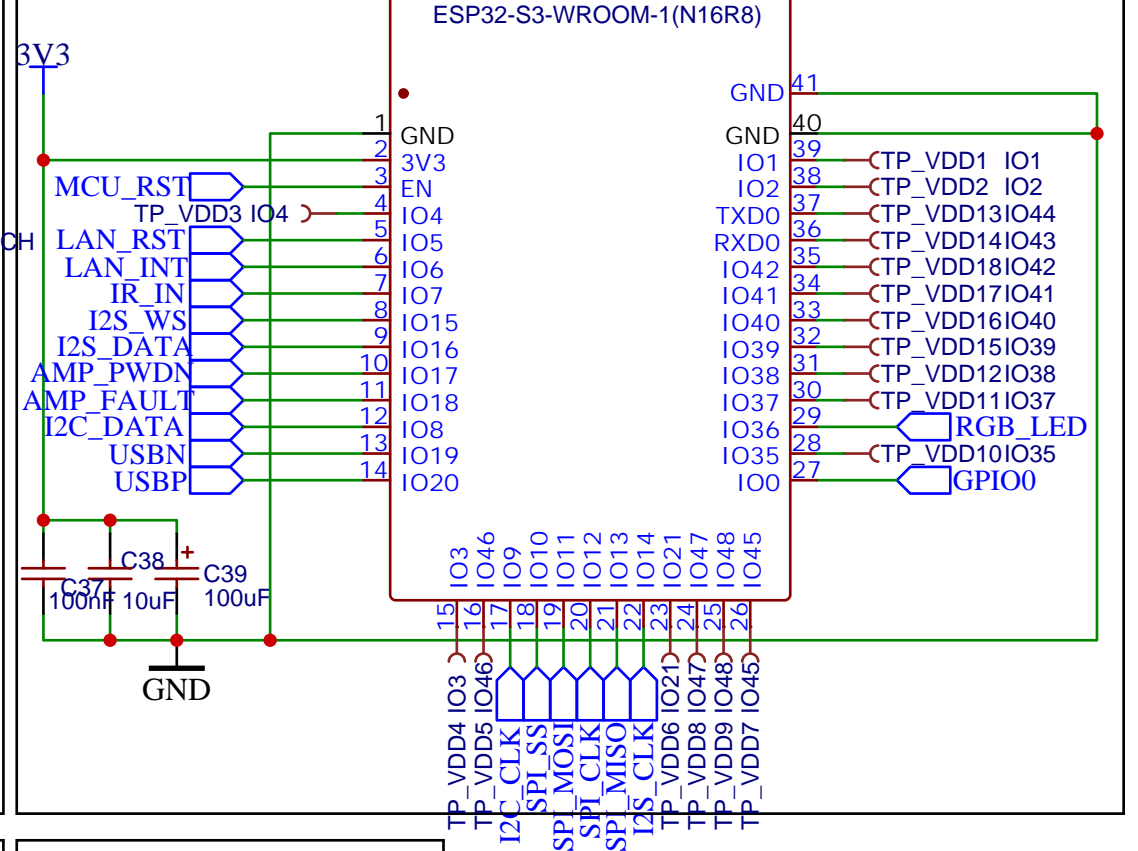 ESP32-S3-WROOM-1(N16R8)
3V3
CH
1 GND
2 3V3
MCU_RST 3 EN
TP_VDD3 IO4 4 IO4
LAN_RST 5 IO5
LAN_INT 6 IO6
IR_IN 7 IO7
I2S_WS 8 IO15
I2S_DATA 9 IO16
AMP_PWDN 10 IO17
AMP_FAULT 11 IO18
I2C_DATA 12 IO8
USBN 13 IO19
USBP 14 IO20
GND 41
GND 40
IO1 39 TP_VDD1 IO1
IO2 38 TP_VDD2 IO2
TXD0 37 TP_VDD13 IO44
RXD0 36 TP_VDD14 IO43
IO42 35 TP_VDD18 IO42
IO41 34 TP_VDD17 IO41
IO40 33 TP_VDD16 IO40
IO39 32 TP_VDD15 IO39
IO38 31 TP_VDD12 IO38
IO37 30 TP_VDD11 IO37
IO36 29 RGB_LED
IO35 28 TP_VDD10 IO35
IO0 27 GPIO0
IO3 15 TP_VDD4 IO3
IO46 16 TP_VDD5 IO46
IO9 17 I2C_CLK
IO10 18 SPI_SS
IO11 19 SPI_MOSI
IO12 20 SPI_CLK
IO13 21 SPI_MISO
IO14 22 I2S_CLK
IO21 23 TP_VDD6 IO21
IO47 24 TP_VDD8 IO47
IO48 25 TP_VDD9 IO48
IO45 26 TP_VDD7 IO45
C37
100nF
C38
10uF
+
C39
100uF
GND